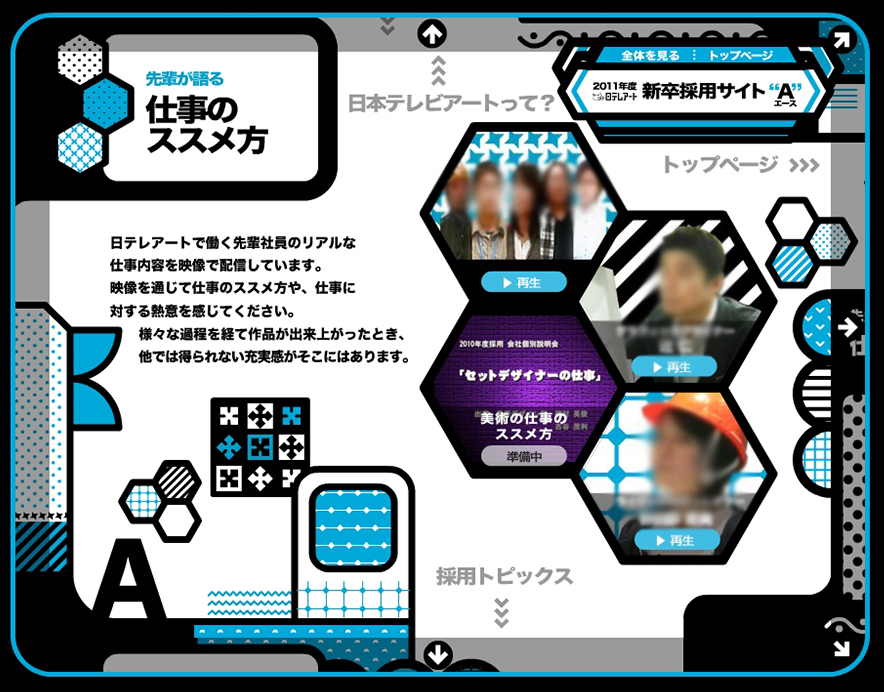 先輩が語る
仕事の
ススメ方
日本テレビアートって?
全体を見る トップページ
2011年度
日テレアート
新卒採用サイト
“A”
エース
トップページ
日テレアートで働く先輩社員のリアルな
仕事内容を映像で配信しています。
映像を通じて仕事のススメ方や、仕事に
対する熱意を感じてください。
様々な過程を経て作品が出来上がったとき、
他では得られない充実感がそこにはあります。
再生
再生
2010年度採用 会社個別説明会
「セットデザイナーの仕事」
美術の仕事の
ススメ方
準備中
再生
A
採用トピックス